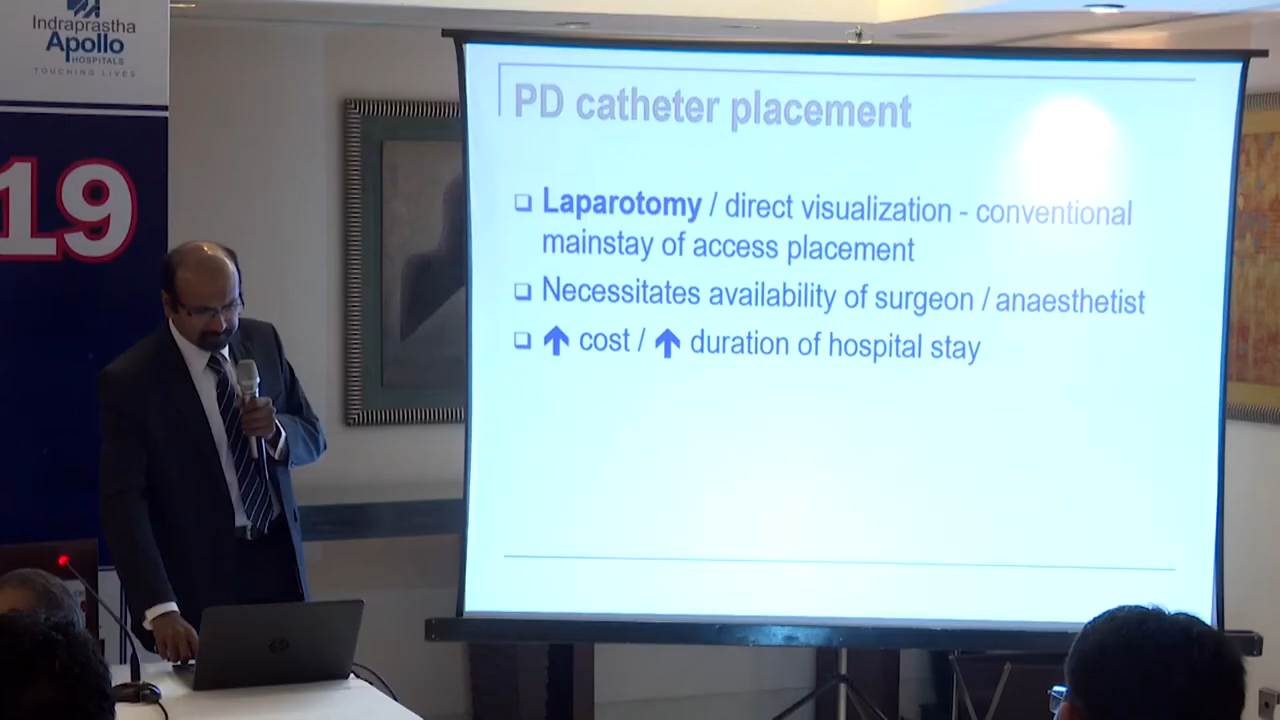 Indraprastha
Apollo
HOSPITALS
TOUCHING LIVES
19
PD catheter placement
❑ Laparotomy / direct visualization - conventional
mainstay of access placement
❑ Necessitates availability of surgeon / anaesthetist
❑ ↑ cost / ↑ duration of hospital stay
hp